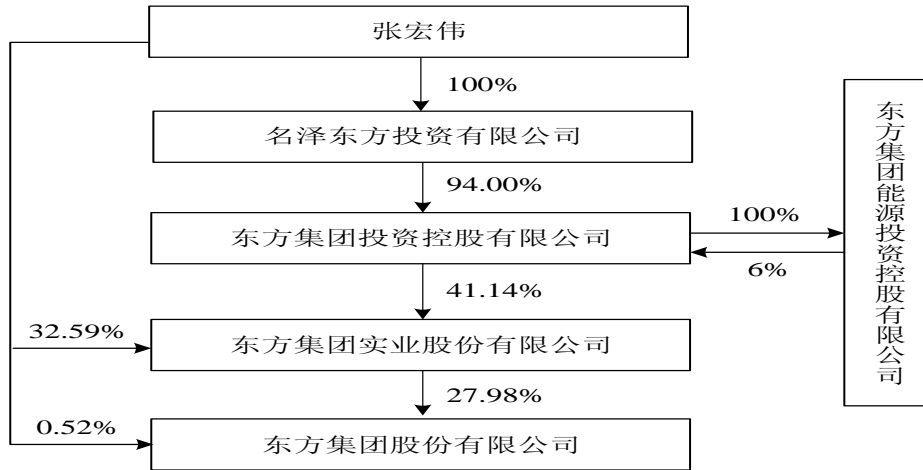 张宏伟
100%
名泽东方投资有限公司
94.00%
东方集团投资控股有限公司
100%
6%
东方集团能源投资控股有限公司
41.14%
32.59%
东方集团实业股份有限公司
27.98%
0.52%
东方集团股份有限公司